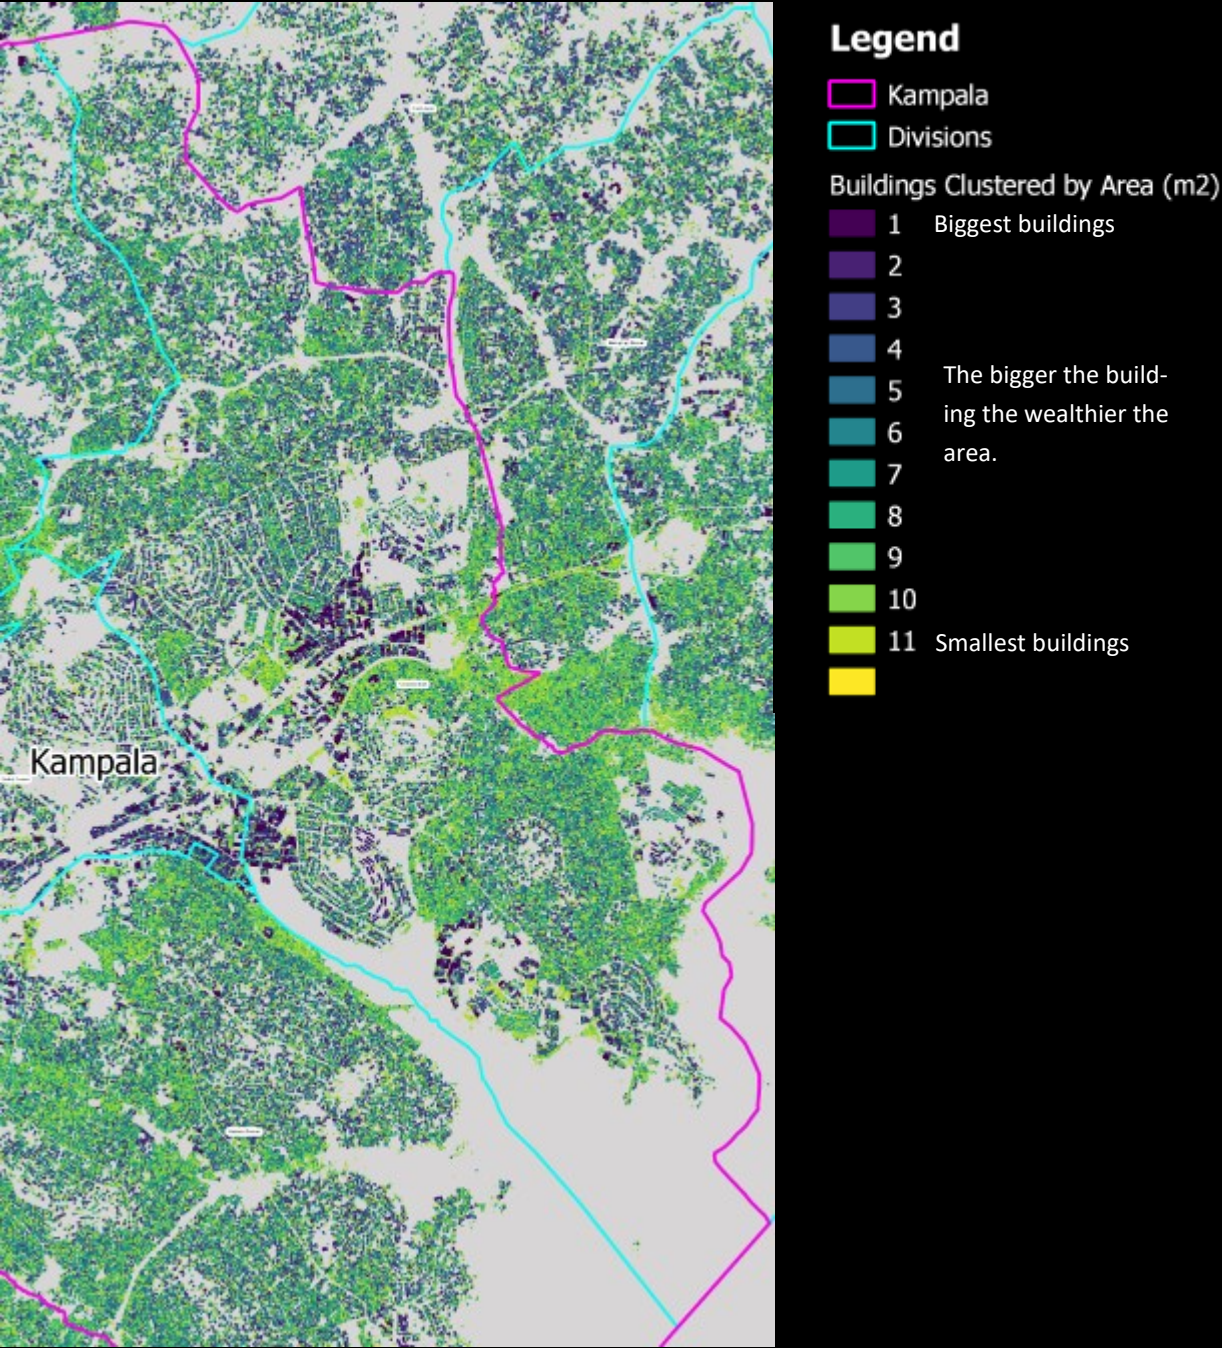 Legend
Kampala
Divisions
Buildings Clustered by Area (m2)
1 Biggest buildings
2
3
4
5
6
7
8
9
10
11 Smallest buildings
The bigger the build-
ing the wealthier the
area.
Kampala